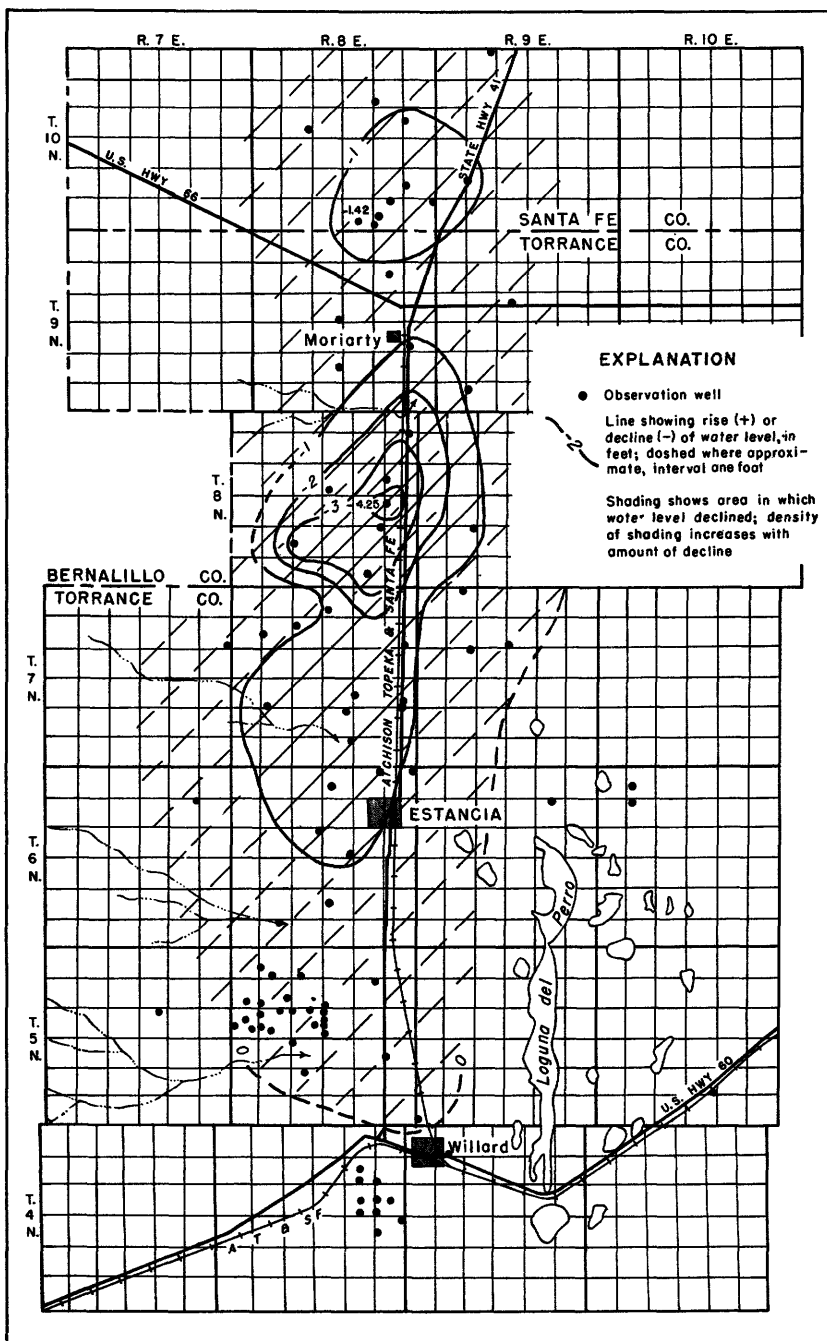 R. 7 E. R. 8 E. R. 9 E. R. 10 E.
T.
10
N.
U.S. HWY 66
STATE HWY 41
-1
-1.42
SANTA FE CO.
TORRANCE CO.
T.
9
N.
Moriarty
EXPLANATION
Observation well
Line showing rise (+) or
decline (-) of water level, in
feet; doshed where approxi-
mate, interval one foot
-2
Shading shows area in which
wote- level declined; density
of shading increases with
amount of decline
-1
-2
-3
-4.25
T.
8
N.
BERNALILLO CO.
TORRANCE CO.
ATCHISON TOPEKA & SANTA FE
T.
7
N.
ESTANCIA
T.
6
N.
Laguna del Perro
T.
5
N.
0
0
U.S. HWY 60
Willard
T.
4
N.
A T & S F